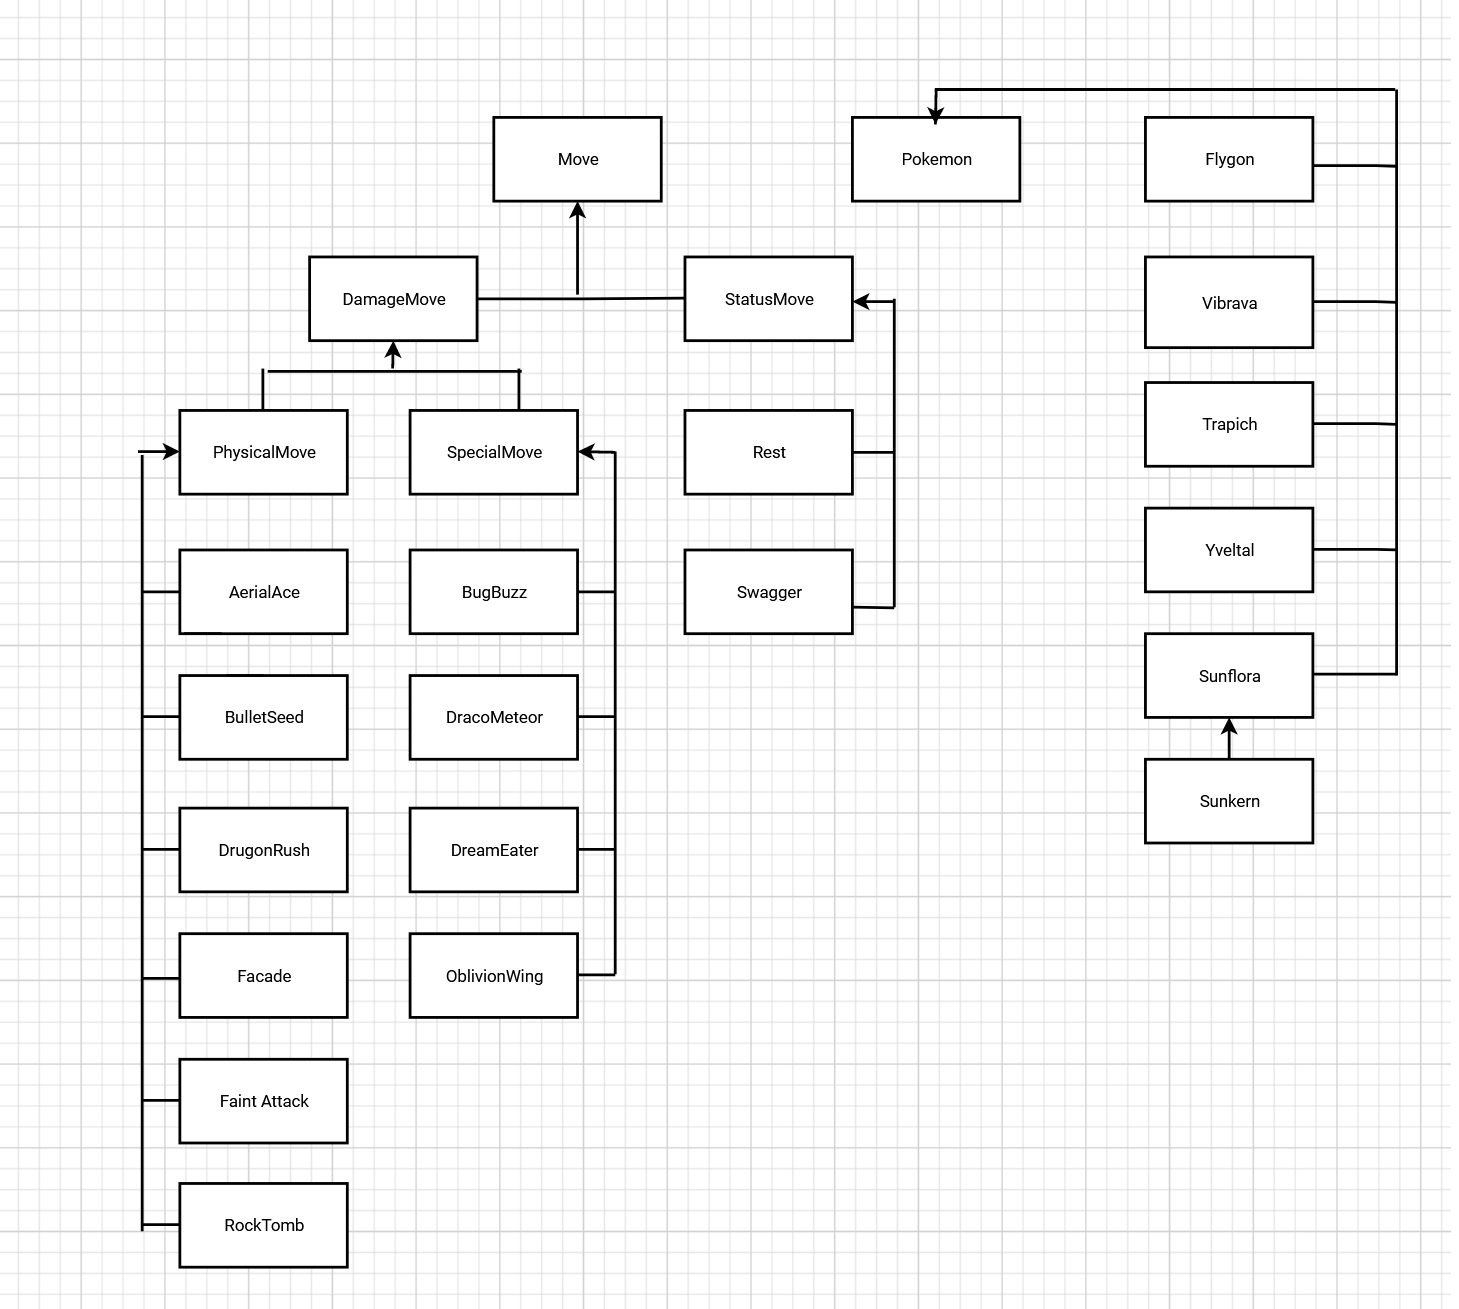 Move
Pokemon
Flygon
DamageMove
StatusMove
Vibrava
Trapich
PhysicalMove
SpecialMove
Rest
Yveltal
AerialAce
BugBuzz
Swagger
Sunflora
BulletSeed
DracoMeteor
Sunkern
DrugonRush
DreamEater
Facade
OblivionWing
Faint Attack
RockTomb